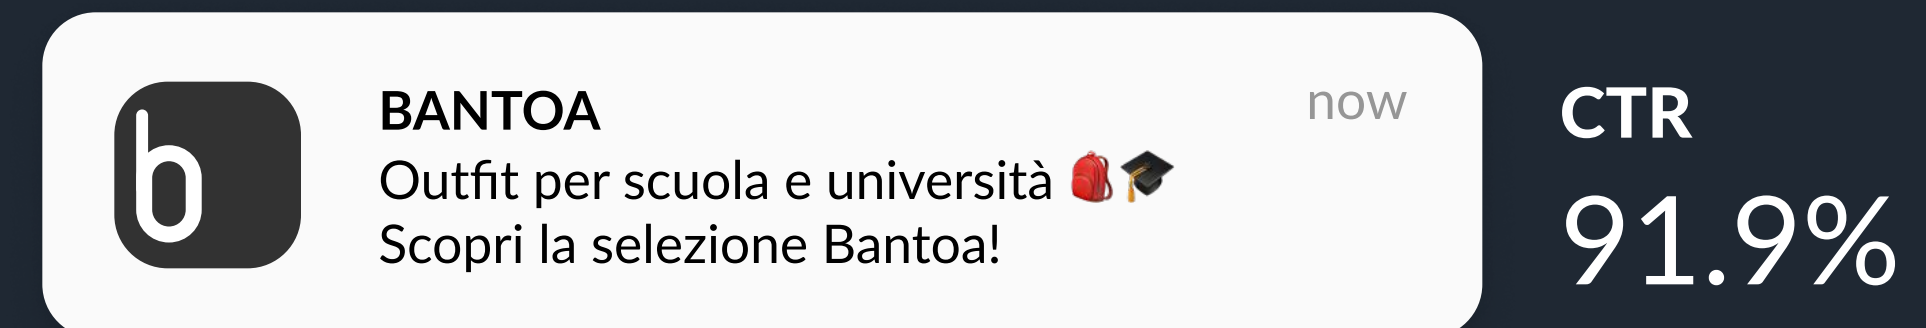 b
BANTOA
now
Outfit per scuola e università 🎒🎓
Scopri la selezione Bantoa!
CTR
91.9%